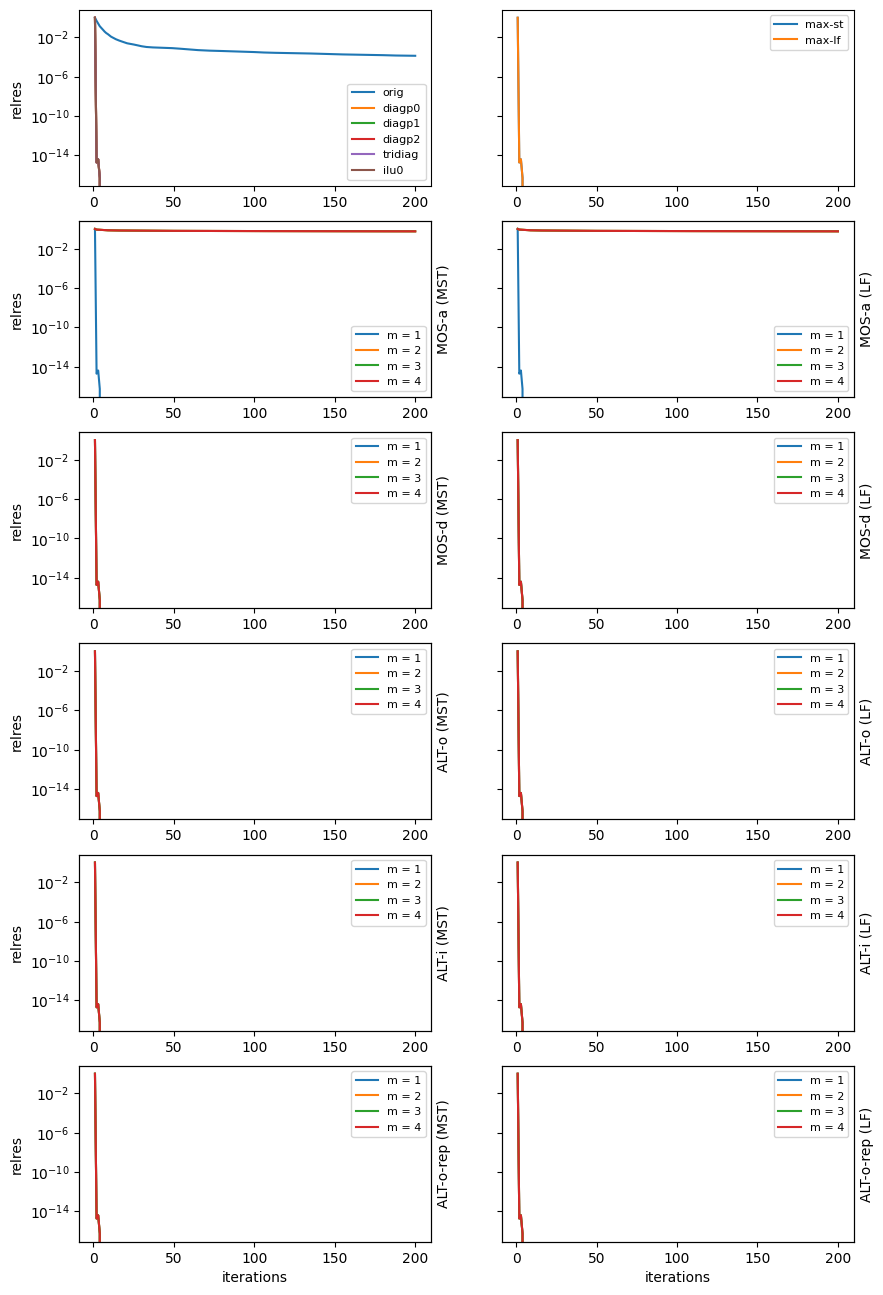 10^-2
10^-6
10^-10
10^-14
relres
orig
diagp0
diagp1
diagp2
tridiag
ilu0
0 50 100 150 200
max-st
max-lf
0 50 100 150 200
10^-2
10^-6
10^-10
10^-14
relres
m = 1
m = 2
m = 3
m = 4
MOS-a (MST)
0 50 100 150 200
m = 1
m = 2
m = 3
m = 4
MOS-a (LF)
0 50 100 150 200
10^-2
10^-6
10^-10
10^-14
relres
m = 1
m = 2
m = 3
m = 4
MOS-d (MST)
0 50 100 150 200
m = 1
m = 2
m = 3
m = 4
MOS-d (LF)
0 50 100 150 200
10^-2
10^-6
10^-10
10^-14
relres
m = 1
m = 2
m = 3
m = 4
ALT-o (MST)
0 50 100 150 200
m = 1
m = 2
m = 3
m = 4
ALT-o (LF)
0 50 100 150 200
10^-2
10^-6
10^-10
10^-14
relres
m = 1
m = 2
m = 3
m = 4
ALT-i (MST)
0 50 100 150 200
m = 1
m = 2
m = 3
m = 4
ALT-i (LF)
0 50 100 150 200
10^-2
10^-6
10^-10
10^-14
relres
m = 1
m = 2
m = 3
m = 4
ALT-o-rep (MST)
0 50 100 150 200
iterations
m = 1
m = 2
m = 3
m = 4
ALT-o-rep (LF)
0 50 100 150 200
iterations